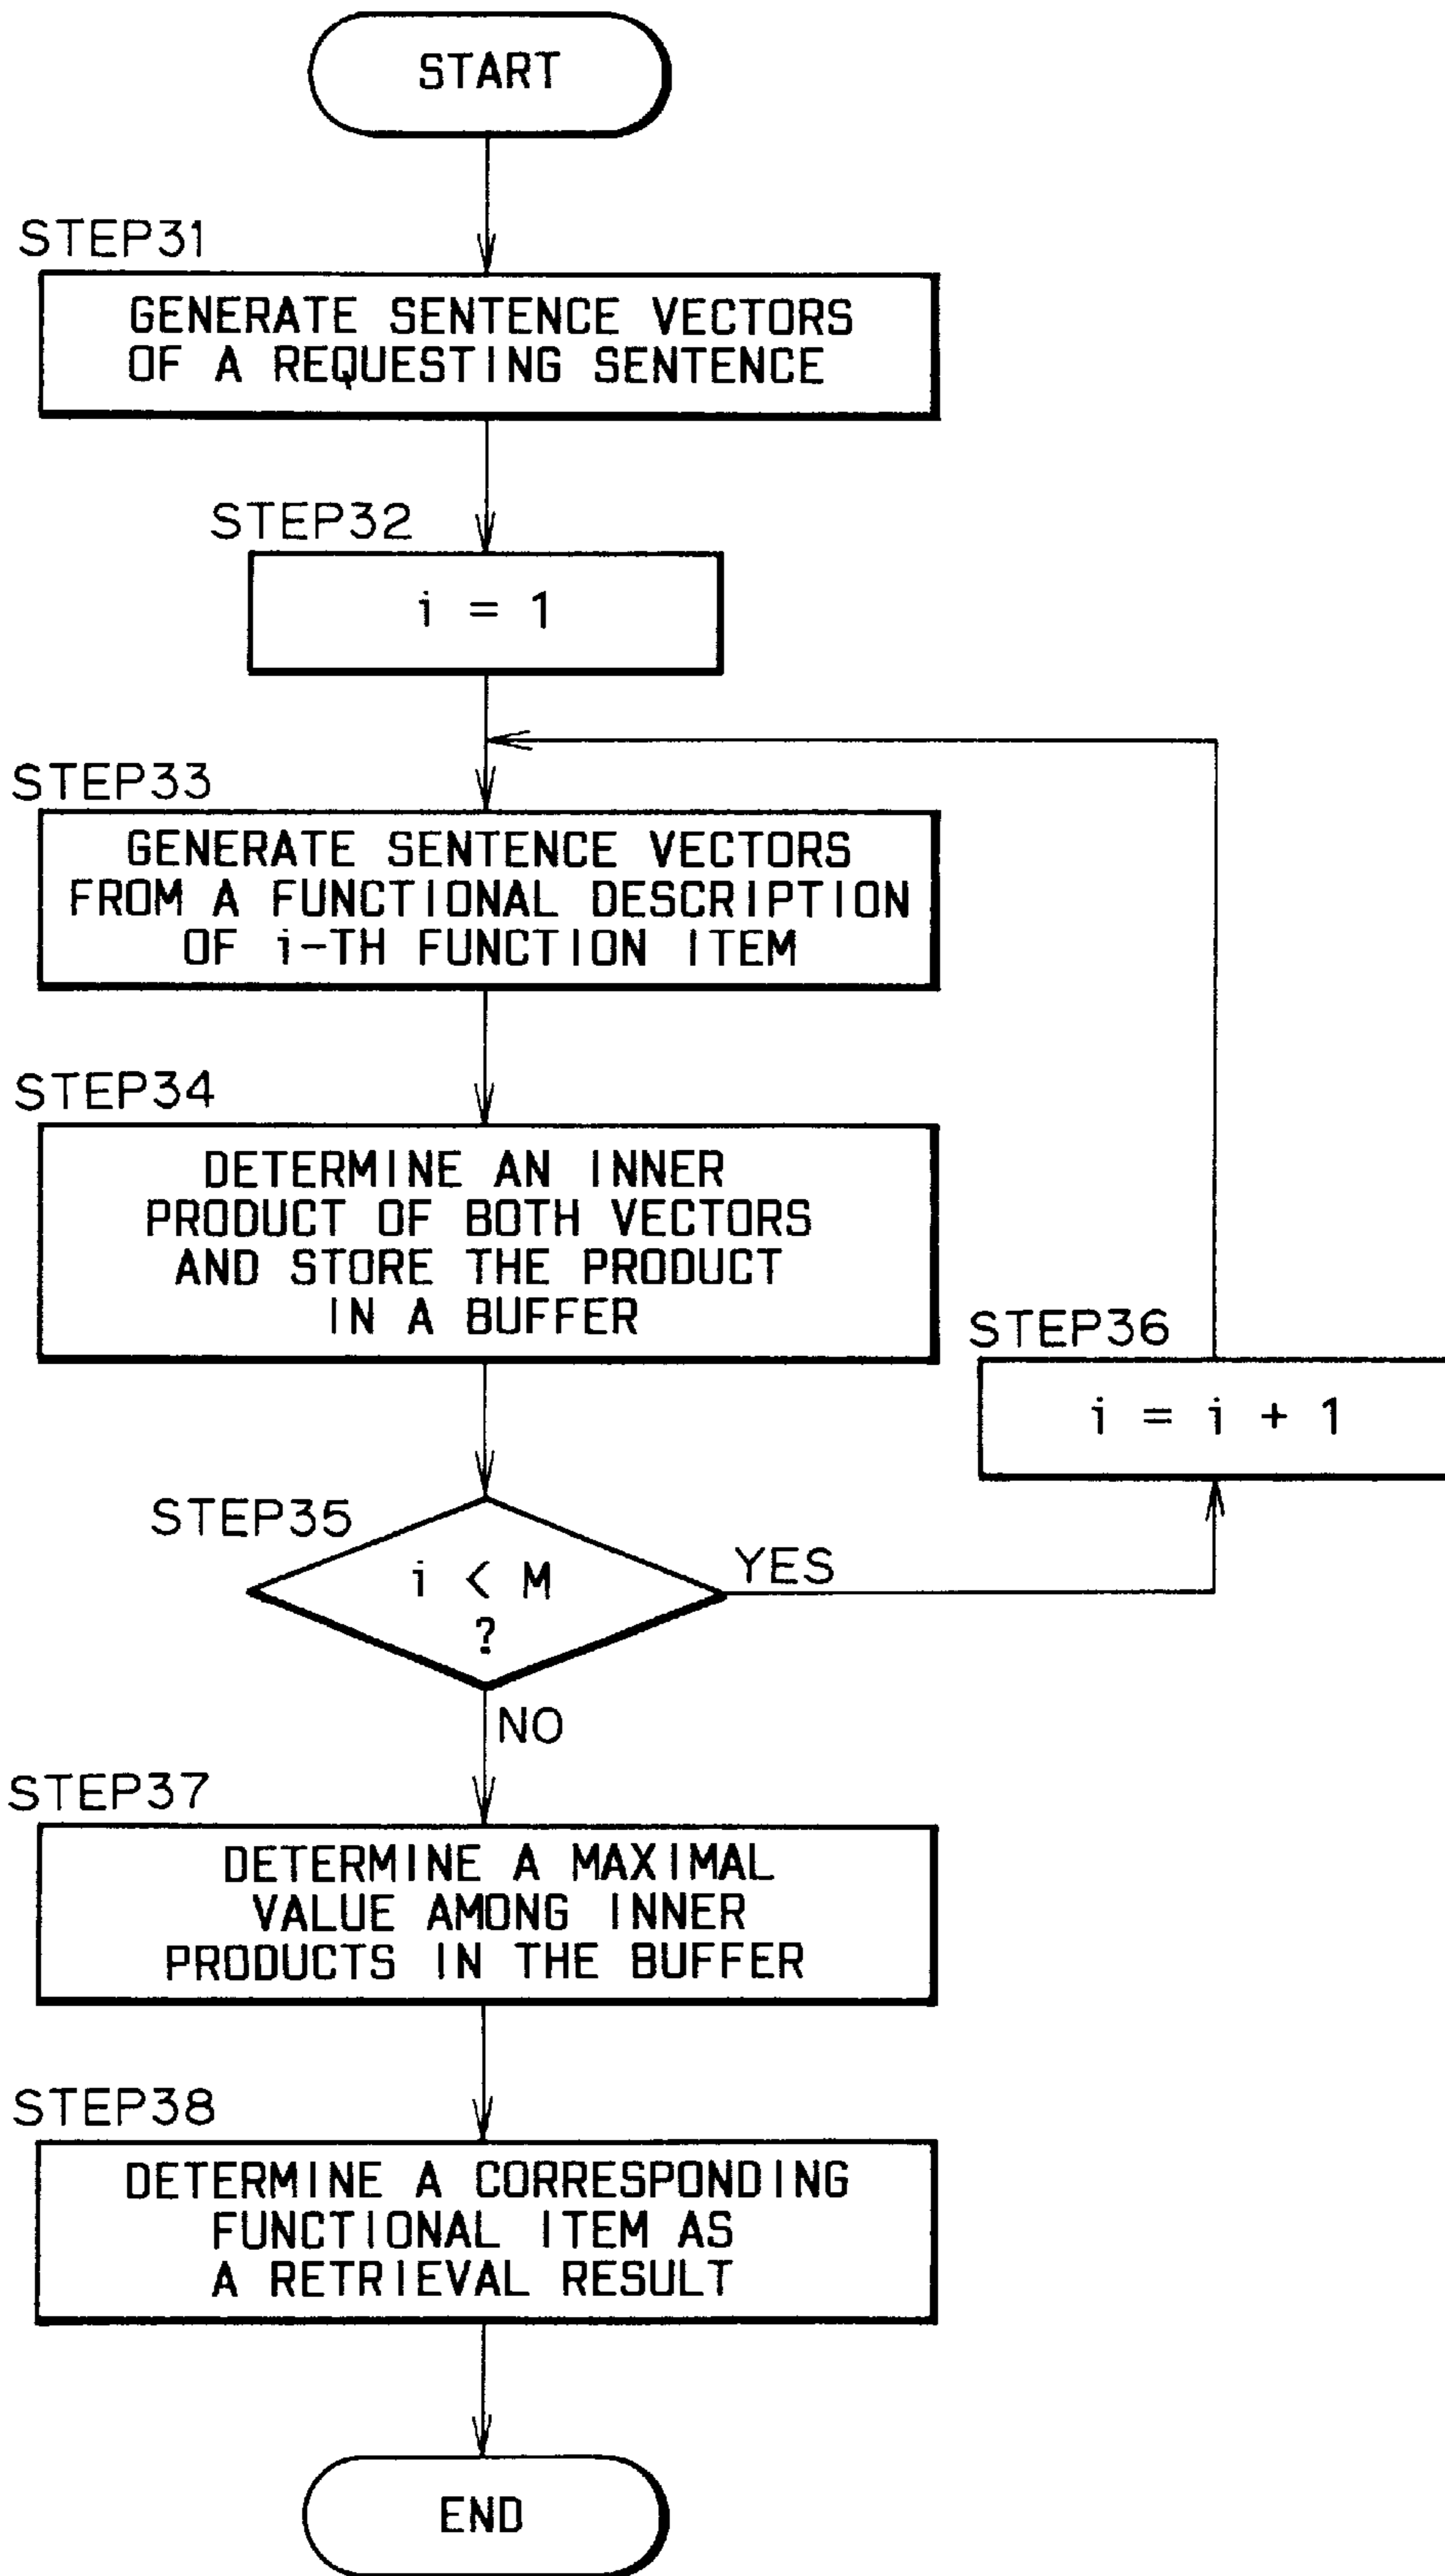 START
STEP31
GENERATE SENTENCE VECTORS
OF A REQUESTING SENTENCE
STEP32
i = 1
STEP33
GENERATE SENTENCE VECTORS
FROM A FUNCTIONAL DESCRIPTION
OF i-TH FUNCTION ITEM
STEP34
DETERMINE AN INNER
PRODUCT OF BOTH VECTORS
AND STORE THE PRODUCT
IN A BUFFER
STEP36
i = i + 1
STEP35
i < M
?
YES
NO
STEP37
DETERMINE A MAXIMAL
VALUE AMONG INNER
PRODUCTS IN THE BUFFER
STEP38
DETERMINE A CORRESPONDING
FUNCTIONAL ITEM AS
A RETRIEVAL RESULT
END